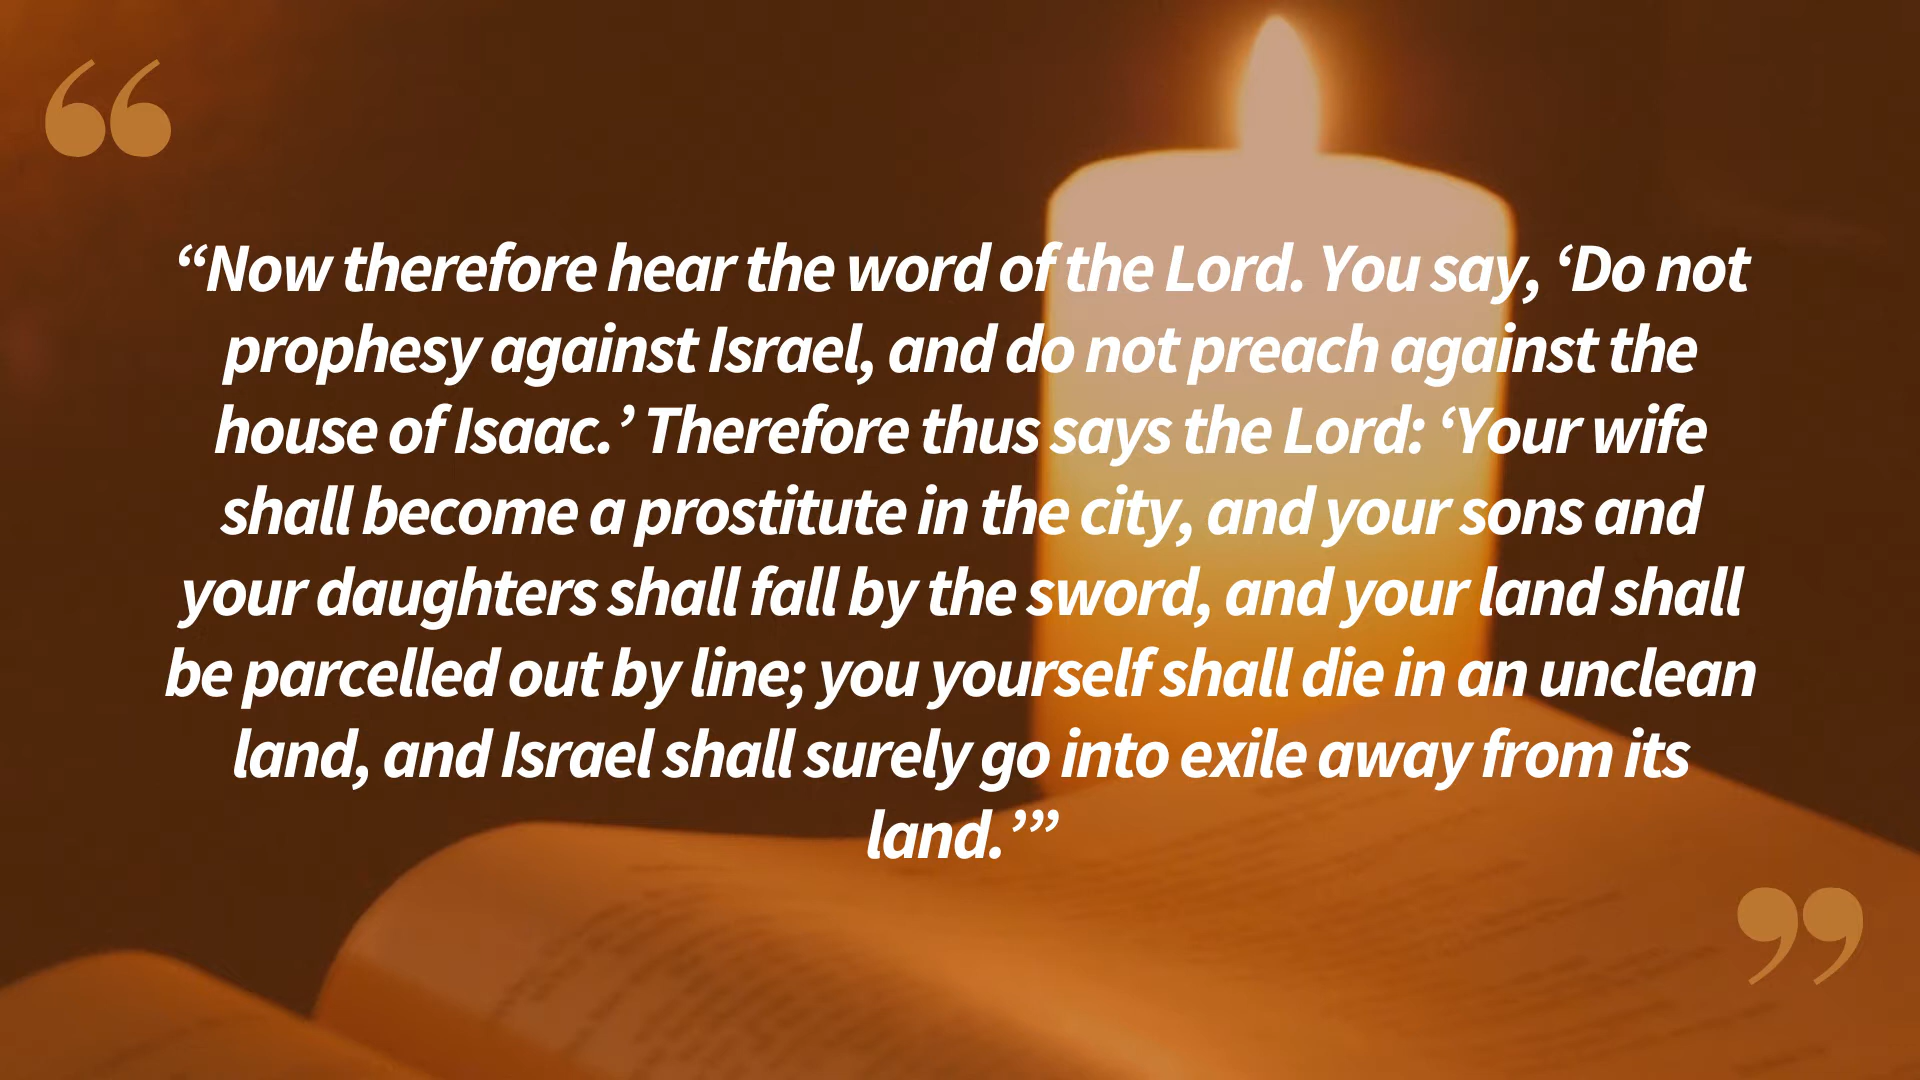 “Now therefore hear the word of the Lord. You say, ‘Do not
prophesy against Israel, and do not preach against the
house of Isaac.’ Therefore thus says the Lord: ‘Your wife
shall become a prostitute in the city, and your sons and
your daughters shall fall by the sword, and your land shall
be parcelled out by line; you yourself shall die in an unclean
land, and Israel shall surely go into exile away from its
land.’”